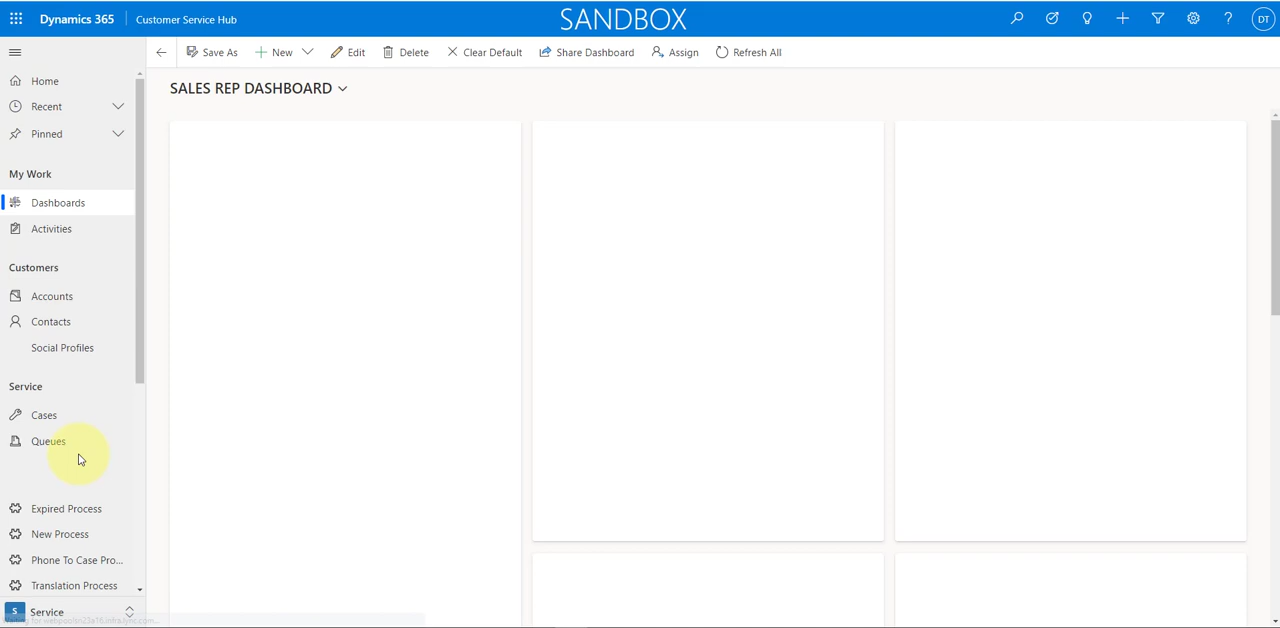 Dynamics 365 Customer Service Hub SANDBOX ? DT
Save As New Edit Delete Clear Default Share Dashboard Assign Refresh All
SALES REP DASHBOARD
Home
Recent
Pinned
My Work
Dashboards
Activities
Customers
Accounts
Contacts
Social Profiles
Service
Cases
Queues
Expired Process
New Process
Phone To Case Pro...
Translation Process
S Service